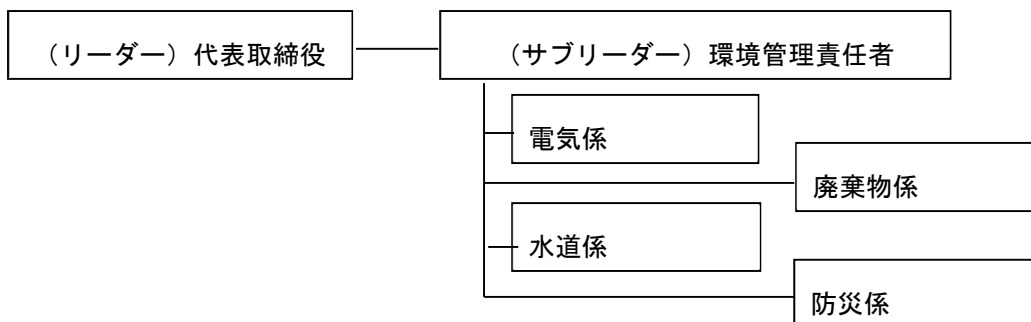 （リーダー）代表取締役
（サブリーダー）環境管理責任者
電気係
廃棄物係
水道係
防災係